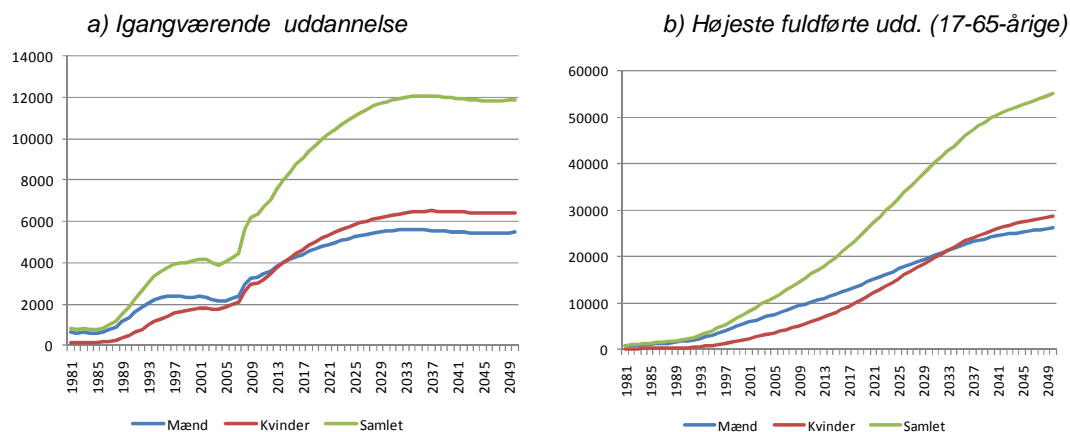 a) Igangværende uddannelse
14000
12000
10000
8000
6000
4000
2000
0
1981 1985 1989 1993 1997 2001 2005 2009 2013 2017 2021 2025 2029 2033 2037 2041 2045 2049
Mænd Kvinder Samlet
b) Højeste fuldførte udd. (17-65-årige)
60000
50000
40000
30000
20000
10000
0
1981 1985 1989 1993 1997 2001 2005 2009 2013 2017 2021 2025 2029 2033 2037 2041 2045 2049
Mænd Kvinder Samlet